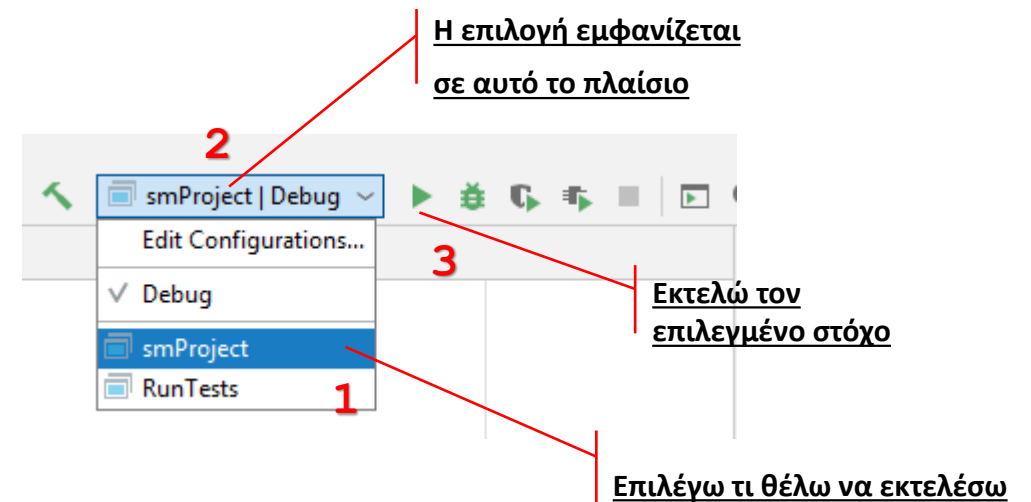 Η επιλογή εμφανίζεται
σε αυτό το πλαίσιο
2
smProject | Debug
Edit Configurations...
3
Debug
Εκτελώ τον
επιλεγμένο στόχο
smProject
RunTests
1
Επιλέγω τι θέλω να εκτελέσω